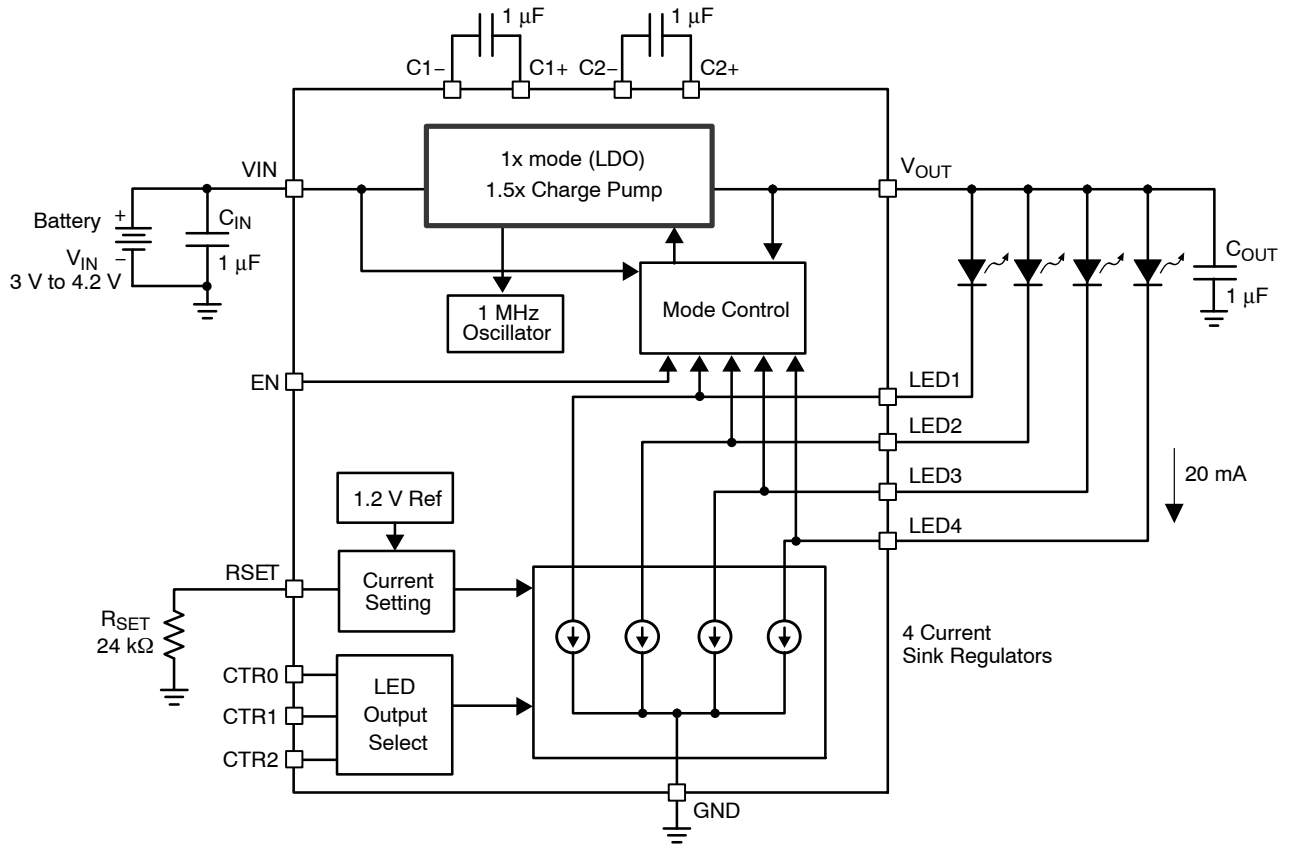 1 µF
1 µF
C1−
C1+
C2−
C2+
VIN
1x mode (LDO)
1.5x Charge Pump
VOUT
Battery
+
−
VIN
3 V to 4.2 V
CIN
1 µF
1 MHz
Oscillator
Mode Control
COUT
1 µF
EN
LED1
LED2
LED3
LED4
20 mA
1.2 V Ref
RSET
Current
Setting
RSET
24 kΩ
4 Current
Sink Regulators
CTR0
CTR1
CTR2
LED
Output
Select
GND